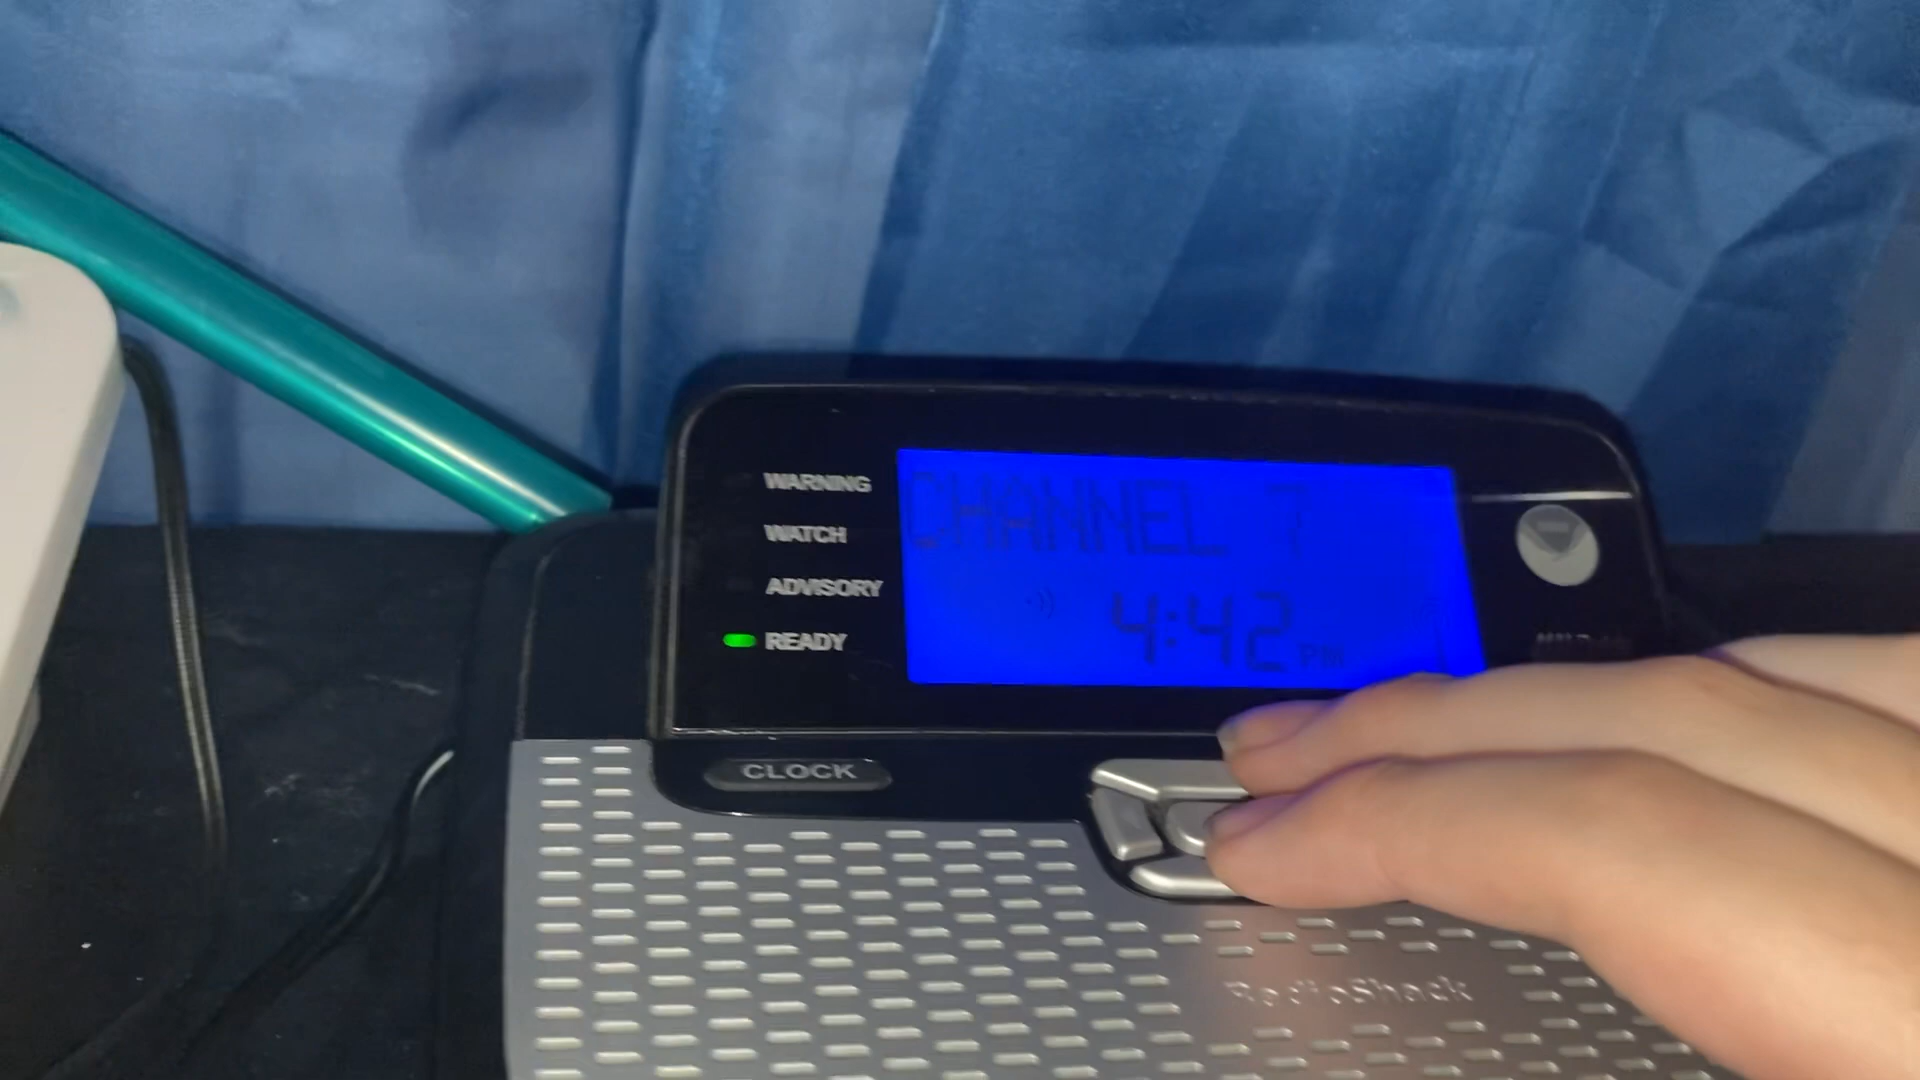 WARNING
CHANNEL 7
WATCH
ADVISORY
4:42 PM
READY
CLOCK
RadioShack